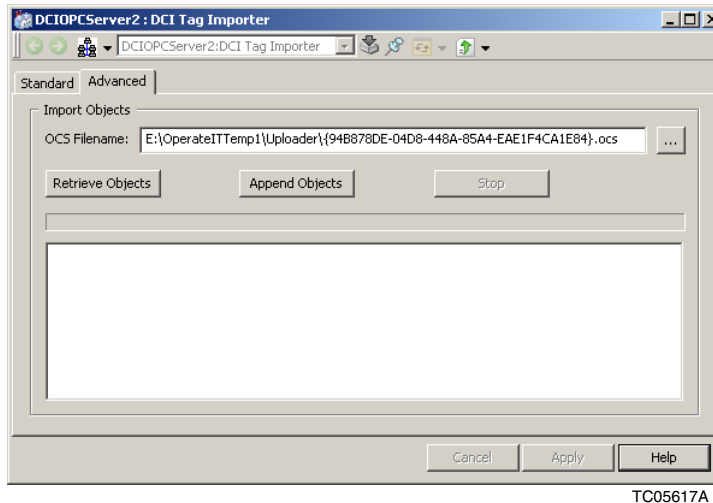 DCIOPCServer2 : DCI Tag Importer
DCIOPCServer2:DCI Tag Importer
Standard Advanced
Import Objects
OCS Filename: E:\OperateITTemp1\Uploader\{94B878DE-04D8-448A-85A4-EAE1F4CA1E84}.ocs ...
Retrieve Objects Append Objects Stop
Cancel Apply Help
TC05617A